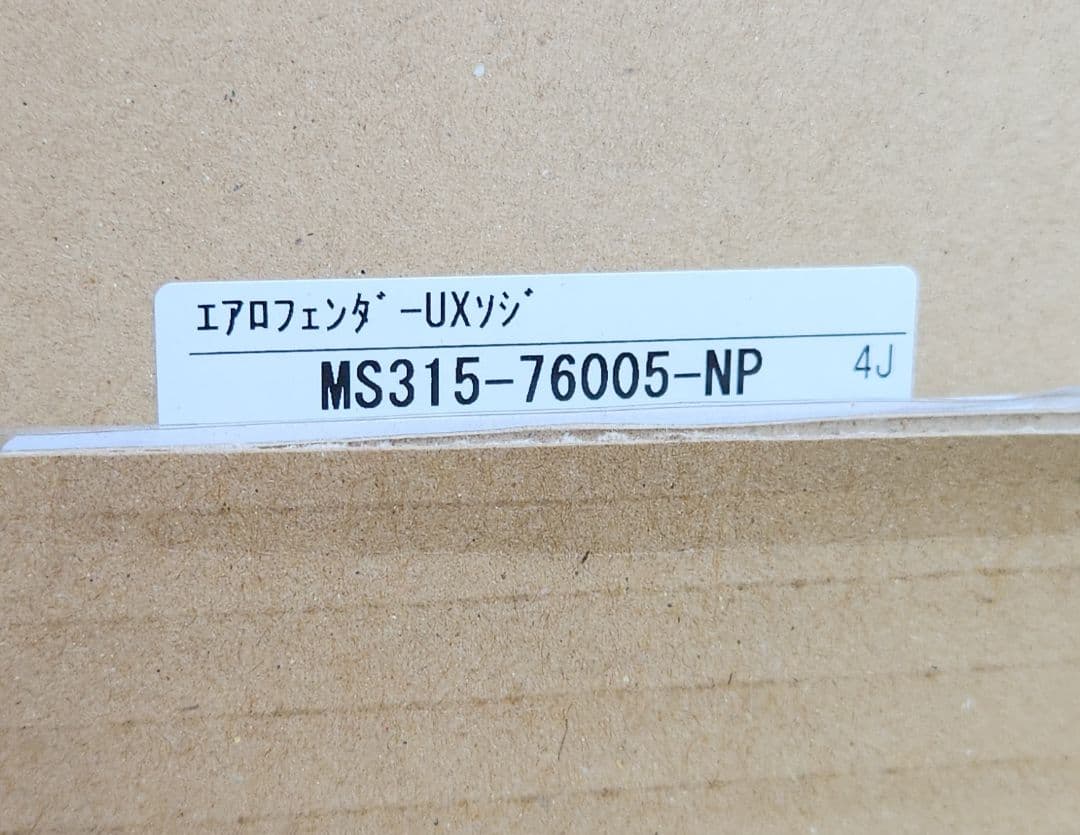 ｴｱﾛﾌｪﾝﾀﾞｰUXｿｼﾞ
MS315-76005-NP 4J